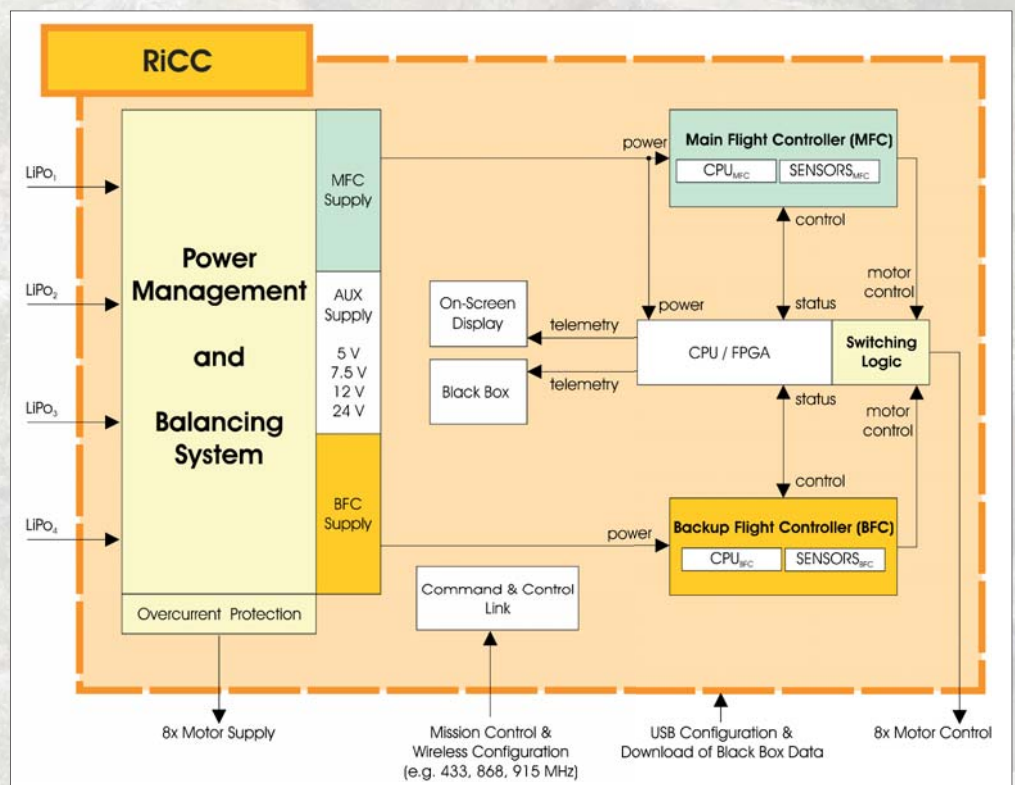 RiCC
LiPo₁
LiPo₂
LiPo₃
LiPo₄
Power
Management
and
Balancing
System
MFC
Supply
AUX
Supply
5 V
7.5 V
12 V
24 V
BFC
Supply
Overcurrent Protection
power
Main Flight Controller (MFC)
CPU_MFC
SENSORS_MFC
control
motor
control
On-Screen
Display
telemetry
power
status
CPU / FPGA
Switching
Logic
Black Box
telemetry
status
motor
control
control
power
Backup Flight Controller (BFC)
CPU_BFC
SENSORS_BFC
Command & Control
Link
8x Motor Supply
Mission Control &
Wireless Configuration
(e.g. 433, 868, 915 MHz)
USB Configuration &
Download of Black Box Data
8x Motor Control